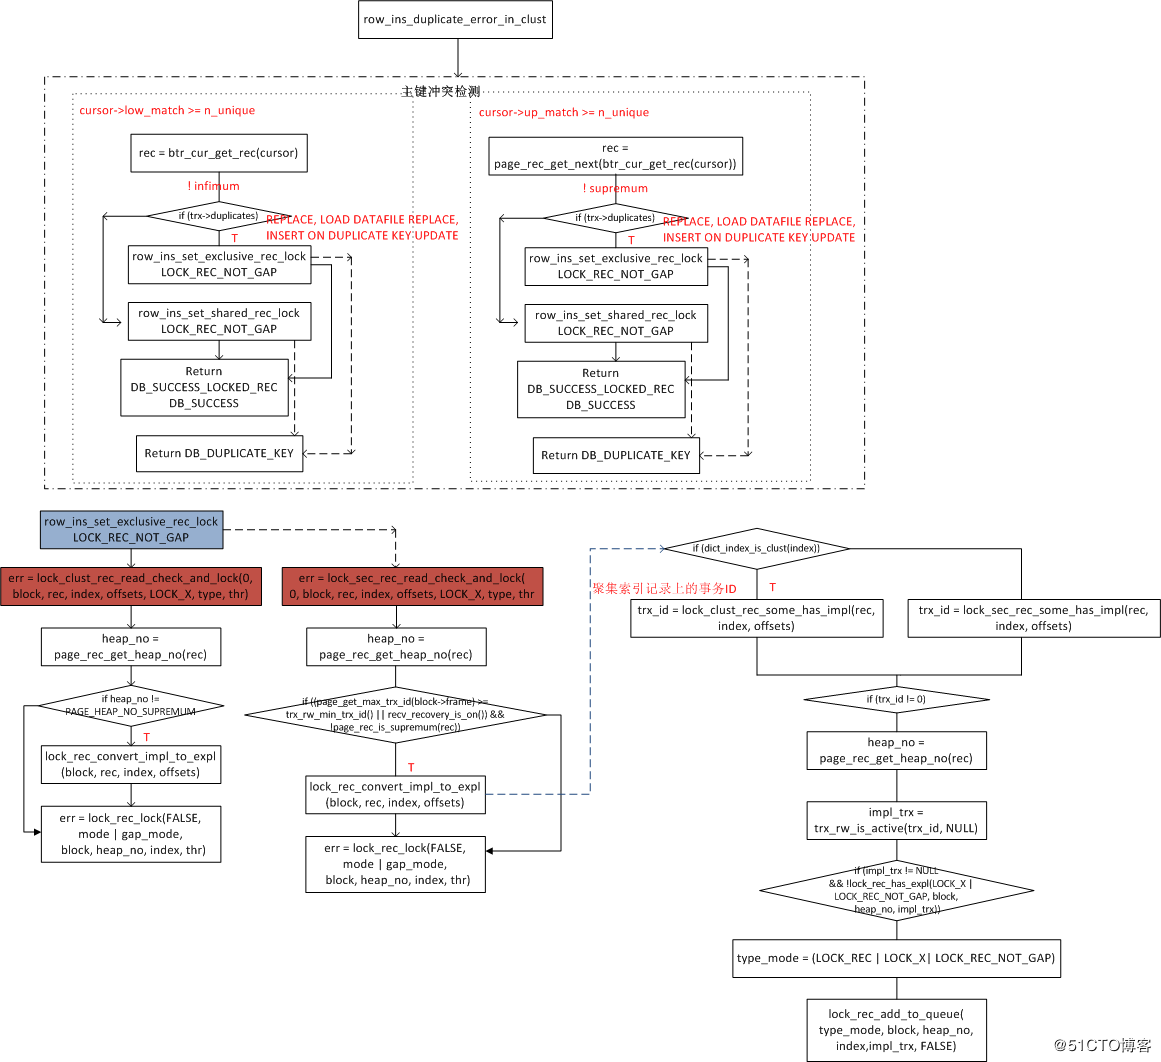 row_ins_duplicate_error_in_clust
主键冲突检测
cursor->low_match >= n_unique
rec = btr_cur_get_rec(cursor)
! infimum
if (trx->duplicates)
REPLACE, LOAD DATAFILE REPLACE,
INSERT ON DUPLICATE KEY UPDATE
T
row_ins_set_exclusive_rec_lock
LOCK_REC_NOT_GAP
row_ins_set_shared_rec_lock
LOCK_REC_NOT_GAP
Return
DB_SUCCESS_LOCKED_REC
DB_SUCCESS
Return DB_DUPLICATE_KEY
cursor->up_match >= n_unique
rec =
page_rec_get_next(btr_cur_get_rec(cursor))
! supremum
if (trx->duplicates)
REPLACE, LOAD DATAFILE REPLACE,
INSERT ON DUPLICATE KEY UPDATE
T
row_ins_set_exclusive_rec_lock
LOCK_REC_NOT_GAP
row_ins_set_shared_rec_lock
LOCK_REC_NOT_GAP
Return
DB_SUCCESS_LOCKED_REC
DB_SUCCESS
Return DB_DUPLICATE_KEY
row_ins_set_exclusive_rec_lock
LOCK_REC_NOT_GAP
err = lock_clust_rec_read_check_and_lock(0,
block, rec, index, offsets, LOCK_X, type, thr)
heap_no =
page_rec_get_heap_no(rec)
if heap_no !=
PAGE_HEAP_NO_SUPREMUM
T
lock_rec_convert_impl_to_expl
(block, rec, index, offsets)
err = lock_rec_lock(FALSE,
mode | gap_mode,
block, heap_no, index, thr)
err = lock_sec_rec_read_check_and_lock(
0, block, rec, index, offsets, LOCK_X, type, thr
heap_no =
page_rec_get_heap_no(rec)
if ((page_get_max_trx_id(block->frame) >=
trx_rw_min_trx_id() || recv_recovery_is_on()) &&
!page_rec_is_supremum(rec))
T
lock_rec_convert_impl_to_expl
(block, rec, index, offsets)
err = lock_rec_lock(FALSE,
mode | gap_mode,
block, heap_no, index, thr)
if (dict_index_is_clust(index))
聚集索引记录上的事务ID
T
trx_id = lock_clust_rec_some_has_impl(rec,
index, offsets)
trx_id = lock_sec_rec_some_has_impl(rec,
index, offsets)
if (trx_id != 0)
heap_no =
page_rec_get_heap_no(rec)
impl_trx =
trx_rw_is_active(trx_id, NULL)
if (impl_trx != NULL
&& !lock_rec_has_expl(LOCK_X |
LOCK_REC_NOT_GAP, block,
heap_no, impl_trx))
type_mode = (LOCK_REC | LOCK_X| LOCK_REC_NOT_GAP)
lock_rec_add_to_queue(
type_mode, block, heap_no,
index,impl_trx, FALSE)
@51CTO博客